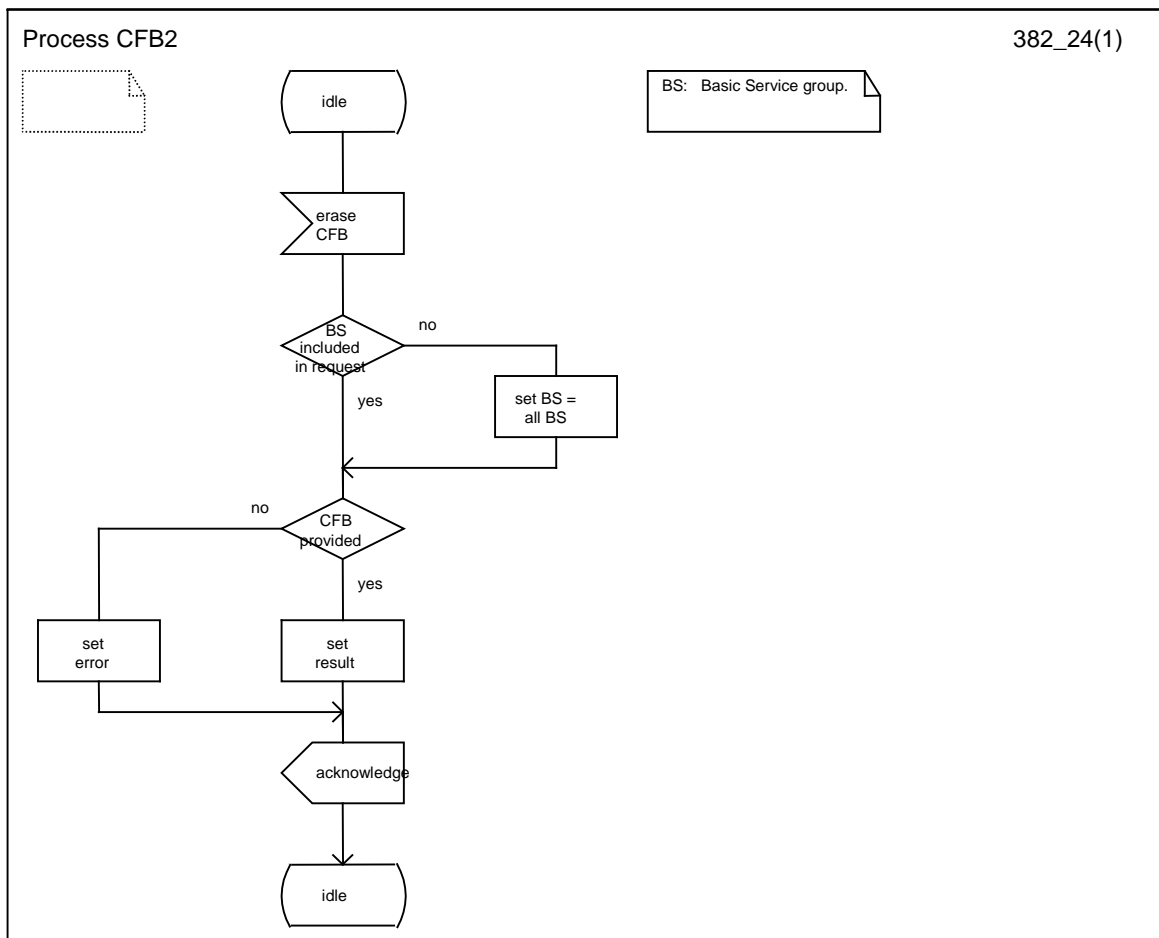 Process CFB2
382_24(1)
idle
BS: Basic Service group.
erase
CFB
BS
included
in request
no
yes
set BS =
all BS
CFB
provided
no
yes
set
error
set
result
acknowledge
idle